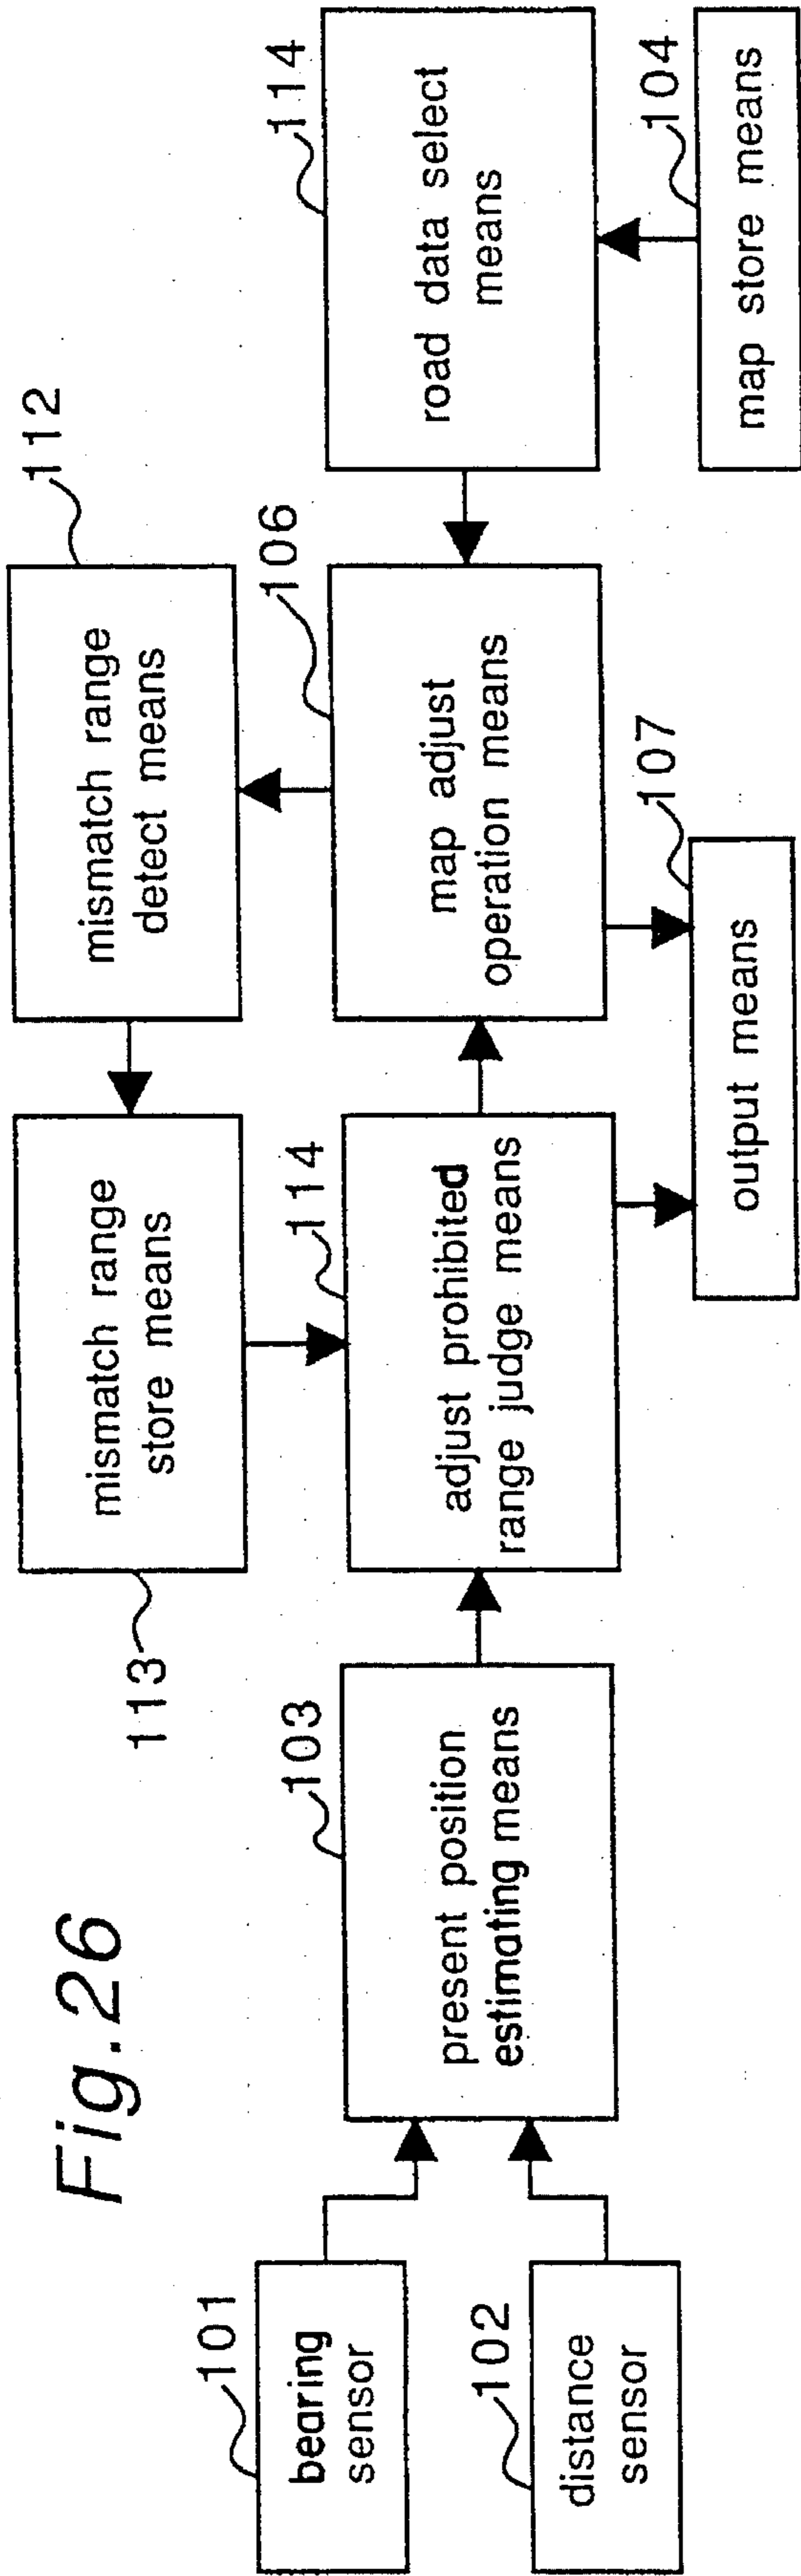 Fig.26
101
bearing
sensor
102
distance
sensor
103
present position
estimating means
113
mismatch range
store means
114
adjust prohibited
range judge means
112
mismatch range
detect means
106
map adjust
operation means
107
output means
114
road data select
means
104
map store means